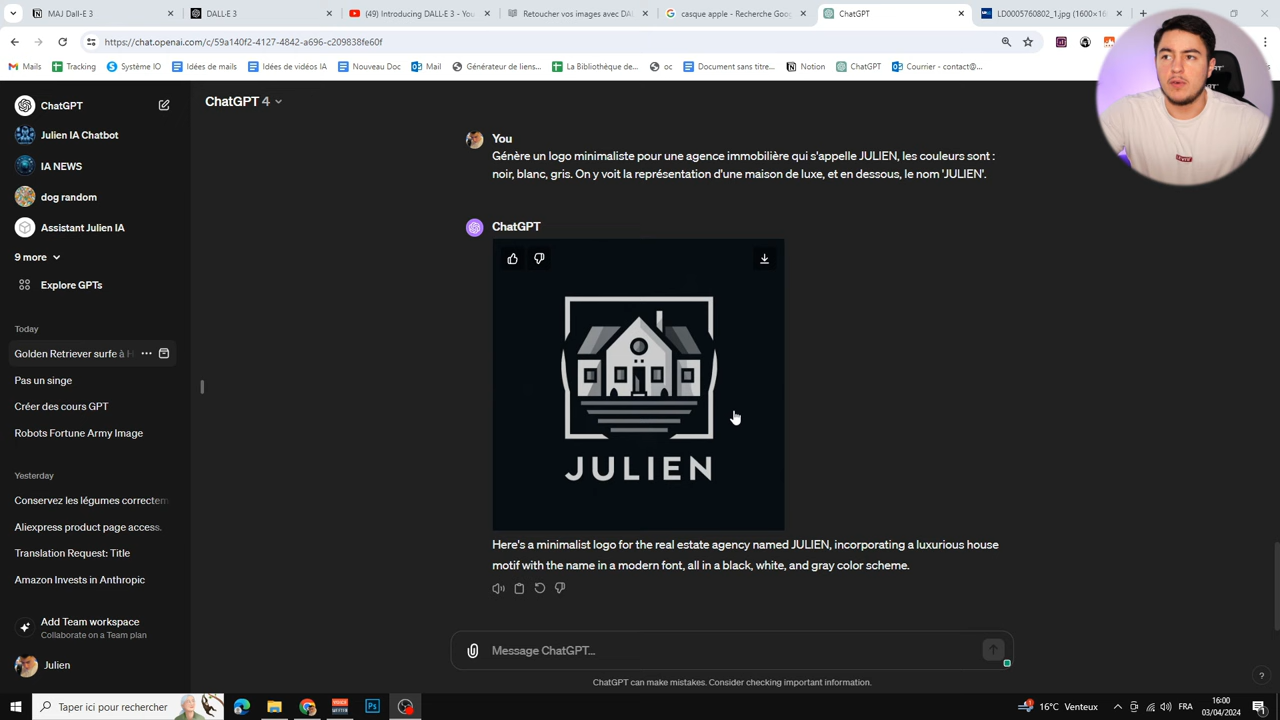 MAJ Dall-E 3
DALL·E 3
(49) Introducing DALL·E 3 - You
Retoucher vos images avec DA
casque apple - Recherche Goog
ChatGPT
LD0005760802_1.jpg (1600×16
https://chat.openai.com/c/59a140f2-4127-4842-a696-c209838fe60f
Mails
Tracking
Système IO
Idées de mails
Idées de vidéos IA
Nouveau Doc
Mail
Générateur de liens...
La Bibliothèque de...
oc
Document sans titre...
Notion
ChatGPT
Courrier - contact@...
ChatGPT
Julien IA Chatbot
IA NEWS
dog random
Assistant Julien IA
9 more
Explore GPTs
Today
Golden Retriever surfe à H
Pas un singe
Créer des cours GPT
Robots Fortune Army Image
Yesterday
Conservez les légumes correctem
Aliexpress product page access.
Translation Request: Title
Amazon Invests in Anthropic
Add Team workspace
Collaborate on a Team plan
Julien
ChatGPT 4
You
Génère un logo minimaliste pour une agence immobilière qui s'appelle JULIEN, les couleurs sont :
noir, blanc, gris. On y voit la représentation d'une maison de luxe, et en dessous, le nom 'JULIEN'.
ChatGPT
JULIEN
Here's a minimalist logo for the real estate agency named JULIEN, incorporating a luxurious house
motif with the name in a modern font, all in a black, white, and gray color scheme.
Message ChatGPT...
ChatGPT can make mistakes. Consider checking important information.
?
Taper ici pour rechercher
16°C Venteux
FRA
16:00
03/04/2024